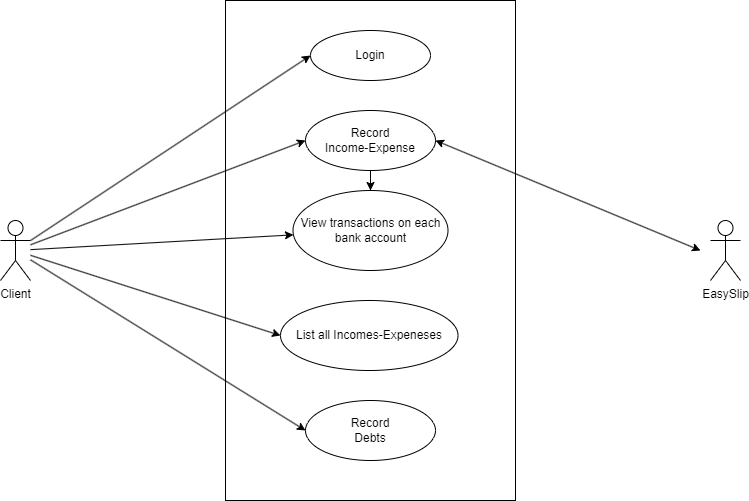 Login
Record
Income-Expense
View transactions on each
bank account
Client
EasySlip
List all Incomes-Expeneses
Record
Debts